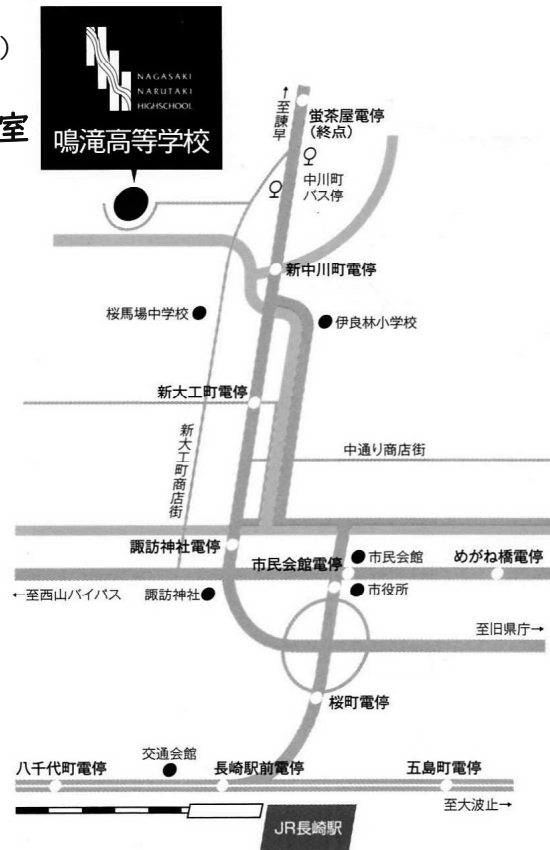 )
室
NAGASAKI
NARUTAKI
HIGHSCHOOL
鳴滝高等学校
←至諫早
蛍茶屋電停
(終点)
中川町
バス停
新中川町電停
桜馬場中学校
伊良林小学校
新大工町電停
新大工町商店街
中通り商店街
諏訪神社電停
市民会館電停
市民会館
めがね橋電停
←至西山バイパス
諏訪神社
市役所
至旧県庁→
桜町電停
交通会館
八千代町電停
長崎駅前電停
五島町電停
至大波止→
JR長崎駅